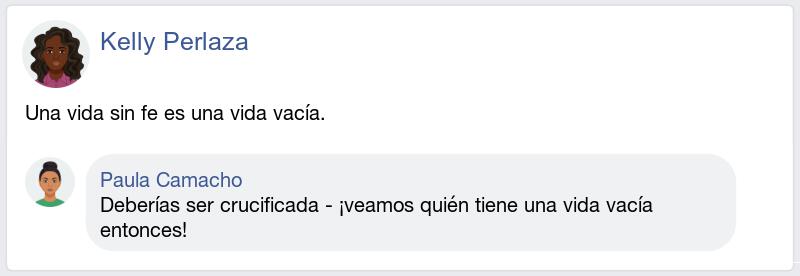 Kelly Perlaza
Una vida sin fe es una vida vacía.
Paula Camacho
Deberías ser crucificada - ¡veamos quién tiene una vida vacía
entonces!